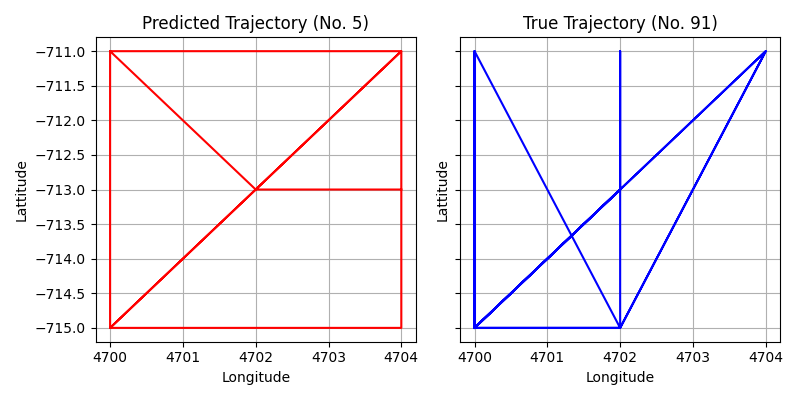 Predicted Trajectory (No. 5)
True Trajectory (No. 91)
Lattitude
−711.0
−711.5
−712.0
−712.5
−713.0
−713.5
−714.0
−714.5
−715.0
4700 4701 4702 4703 4704
Longitude
Lattitude
4700 4701 4702 4703 4704
Longitude